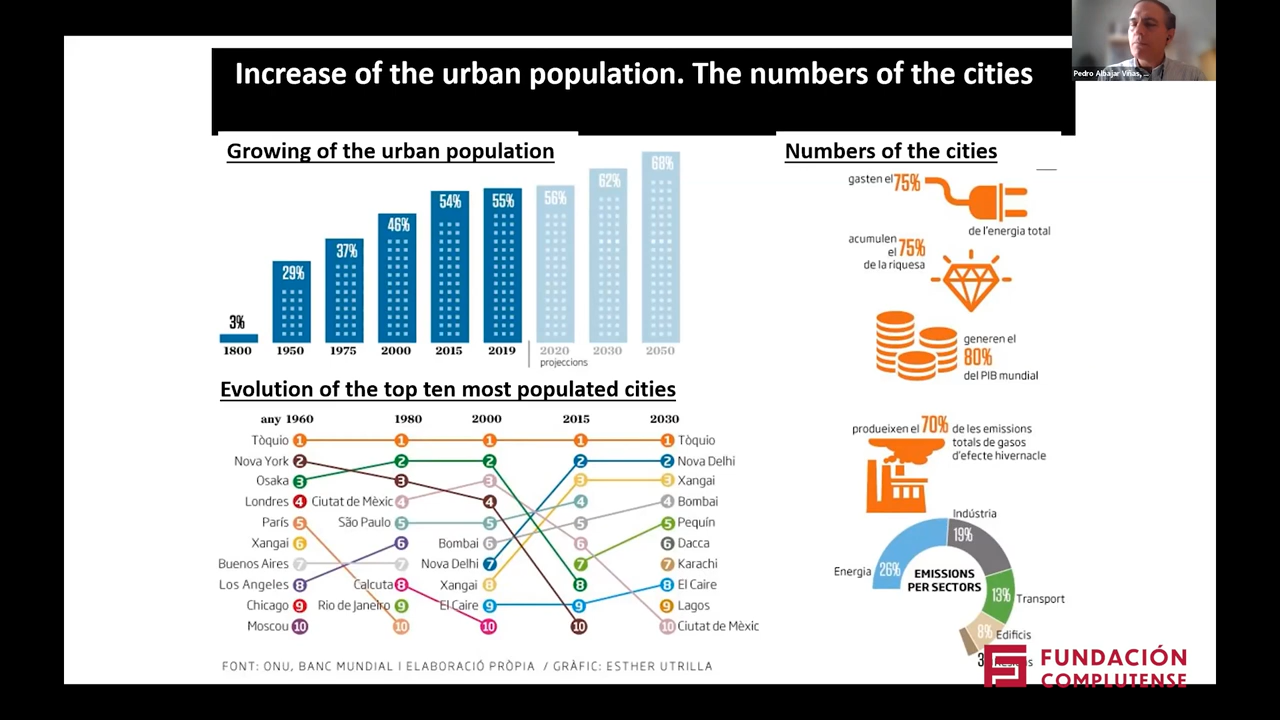 Increase of the urban population. The numbers of the cities
Pedro Albajar Viñas, ...
Growing of the urban population
3%
29%
37%
46%
54%
55%
56%
62%
68%
1800
1950
1975
2000
2015
2019
2020
2030
2050
projeccions
Evolution of the top ten most populated cities
any 1960
1980
2000
2015
2030
Tòquio 1 1 1 1 1 Tòquio
Nova York 2 2 2 2 2 Nova Delhi
Osaka 3 3 3 3 3 Xangai
Londres 4 Ciutat de Mèxic 4 4 4 4 Bombai
París 5 São Paulo 5 5 5 5 Pequín
Xangai 6 6 Bombai 6 6 6 Dacca
Buenos Aires 7 7 Nova Delhi 7 7 7 Karachi
Los Angeles 8 Calcuta 8 Xangai 8 8 8 El Caire
Chicago 9 Rio de Janeiro 9 El Caire 9 9 9 Lagos
Moscou 10 10 10 10 10 Ciutat de Mèxic
FONT: ONU, BANC MUNDIAL I ELABORACIÓ PRÒPIA / GRÀFIC: ESTHER UTRILLA
Numbers of the cities
gasten el 75%
de l'energia total
acumulen
el 75%
de la riquesa
generen el
80%
del PIB mundial
produeixen el 70% de les emissions
totals de gasos
d'efecte hivernacle
Indústria
19%
Energia 26%
EMISSIONS
PER SECTORS
13% Transport
8% Edificis
3
FUNDACIÓN
COMPLUTENSE